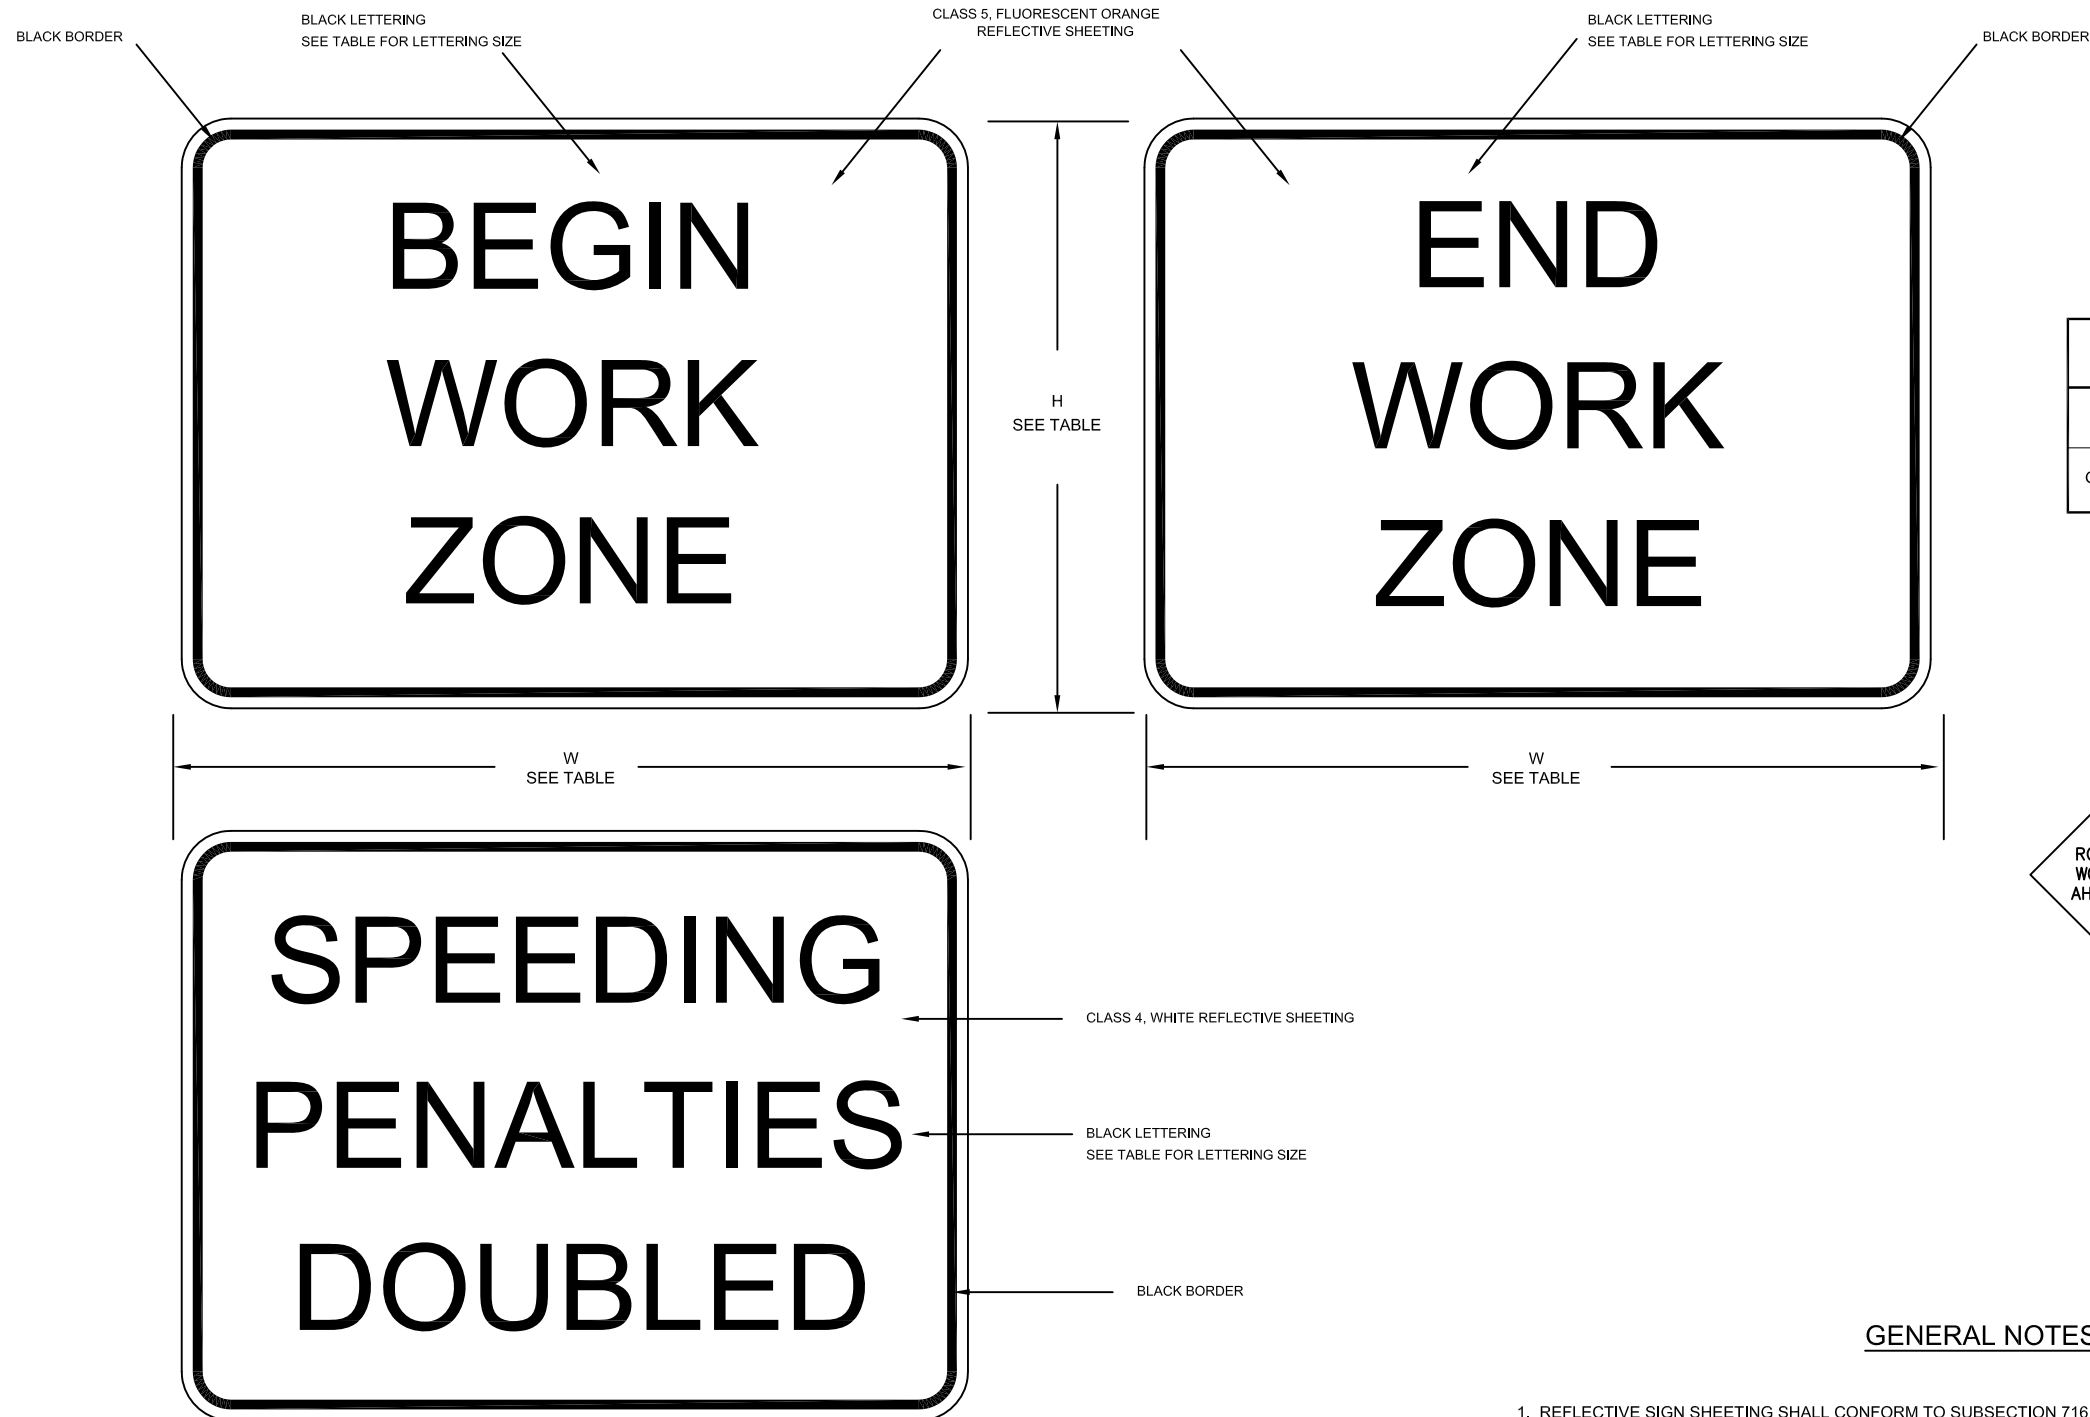 BLACK BORDER
BLACK LETTERING
SEE TABLE FOR LETTERING SIZE
CLASS 5, FLUORESCENT ORANGE
REFLECTIVE SHEETING
BLACK LETTERING
SEE TABLE FOR LETTERING SIZE
BLACK BORDER
BEGIN
WORK
ZONE
H
SEE TABLE
END
WORK
ZONE
W
SEE TABLE
W
SEE TABLE
SPEEDING
PENALTIES
DOUBLED
CLASS 4, WHITE REFLECTIVE SHEETING
BLACK LETTERING
SEE TABLE FOR LETTERING SIZE
BLACK BORDER
GENERAL NOTES
1. REFLECTIVE SIGN SHEETING SHALL CONFORM TO SUBSECTION 716